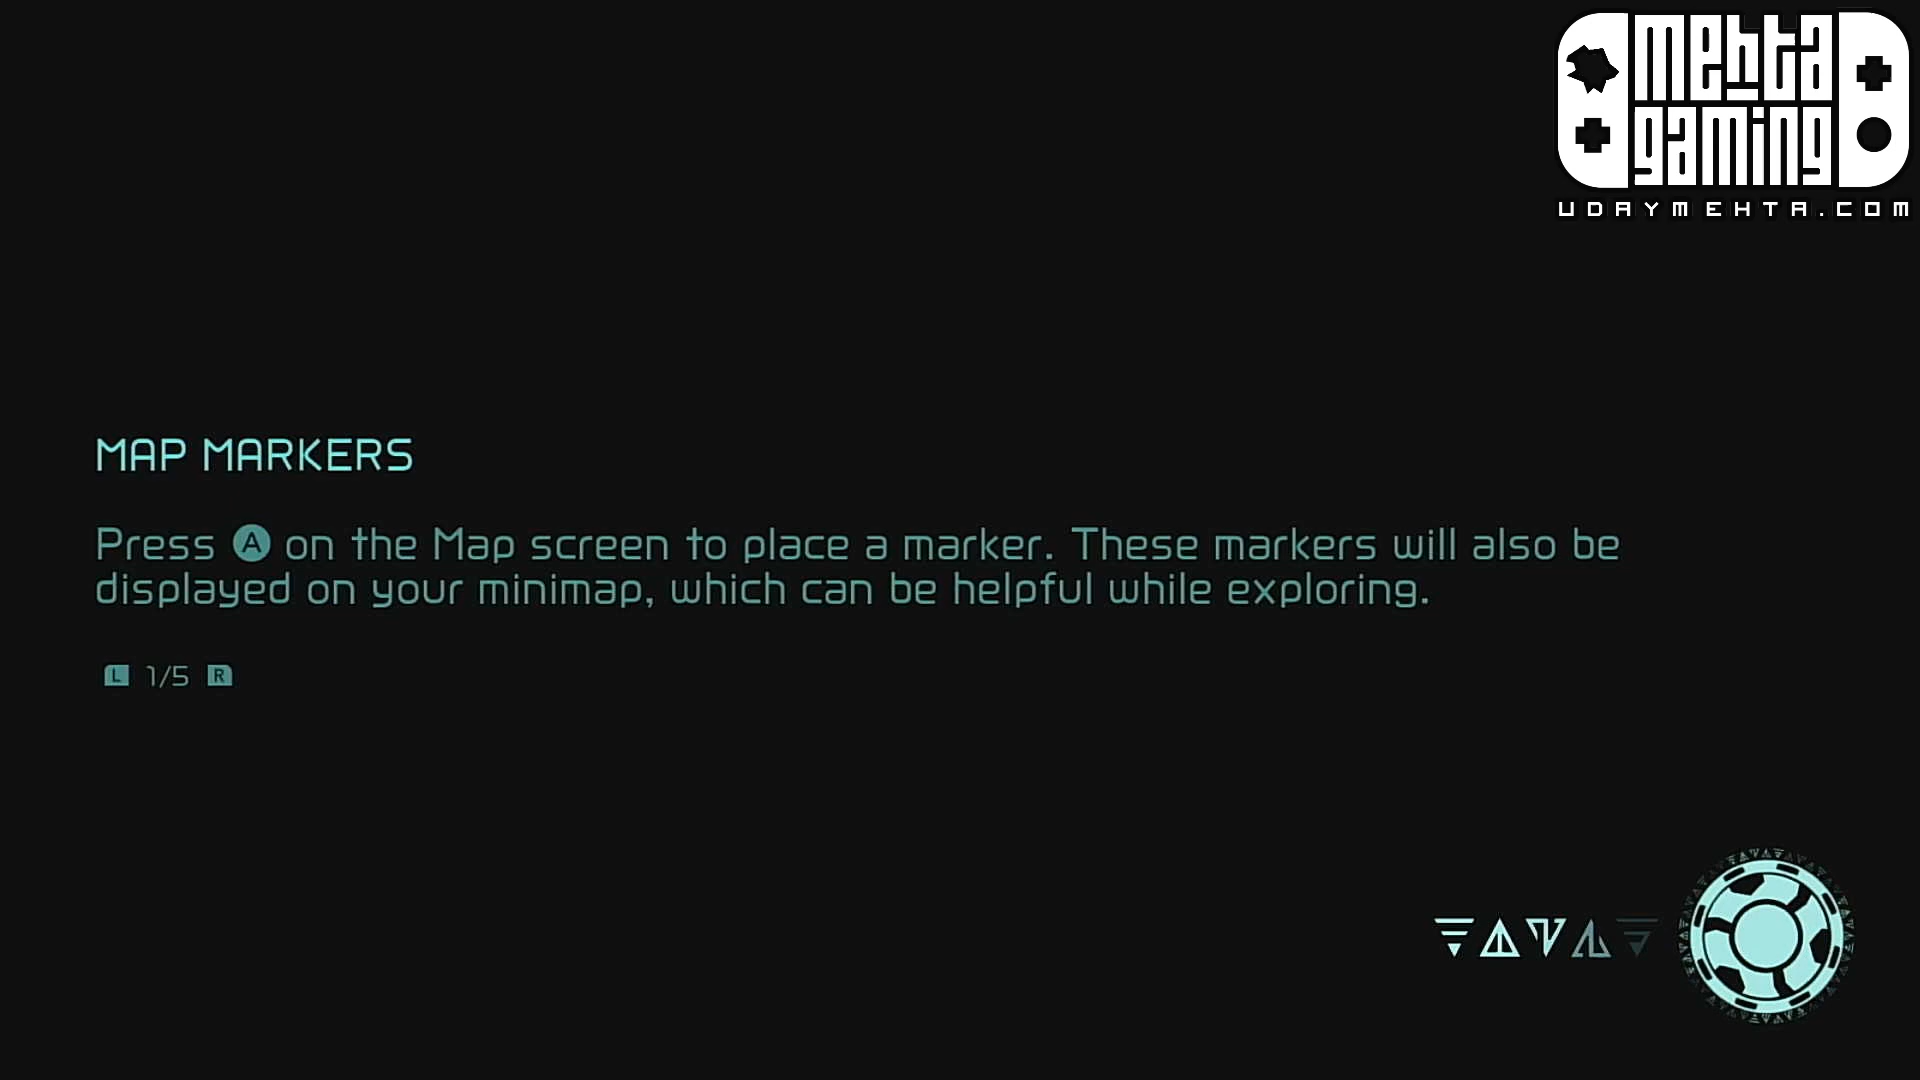 mehta
gaming
UDAYMEHTA.COM
MAP MARKERS
Press A on the Map screen to place a marker. These markers will also be
displayed on your minimap, which can be helpful while exploring.
L 1/5 R